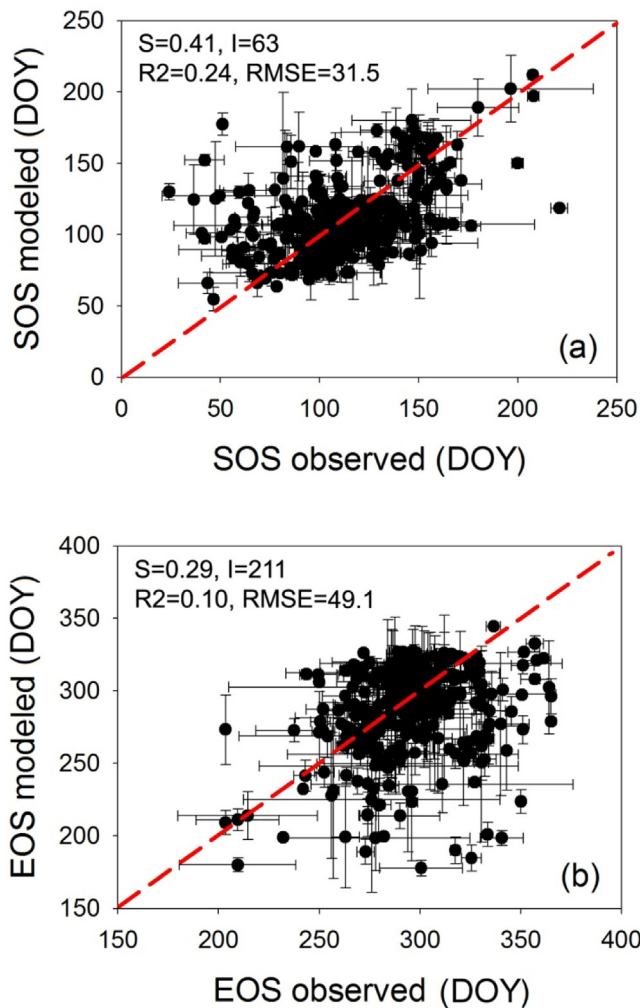 250
S=0.41, I=63
R2=0.24, RMSE=31.5
200
150
100
50
0
SOS modeled (DOY)
(a)
0 50 100 150 200 250
SOS observed (DOY)
400
S=0.29, I=211
R2=0.10, RMSE=49.1
350
300
250
200
150
EOS modeled (DOY)
(b)
150 200 250 300 350 400
EOS observed (DOY)